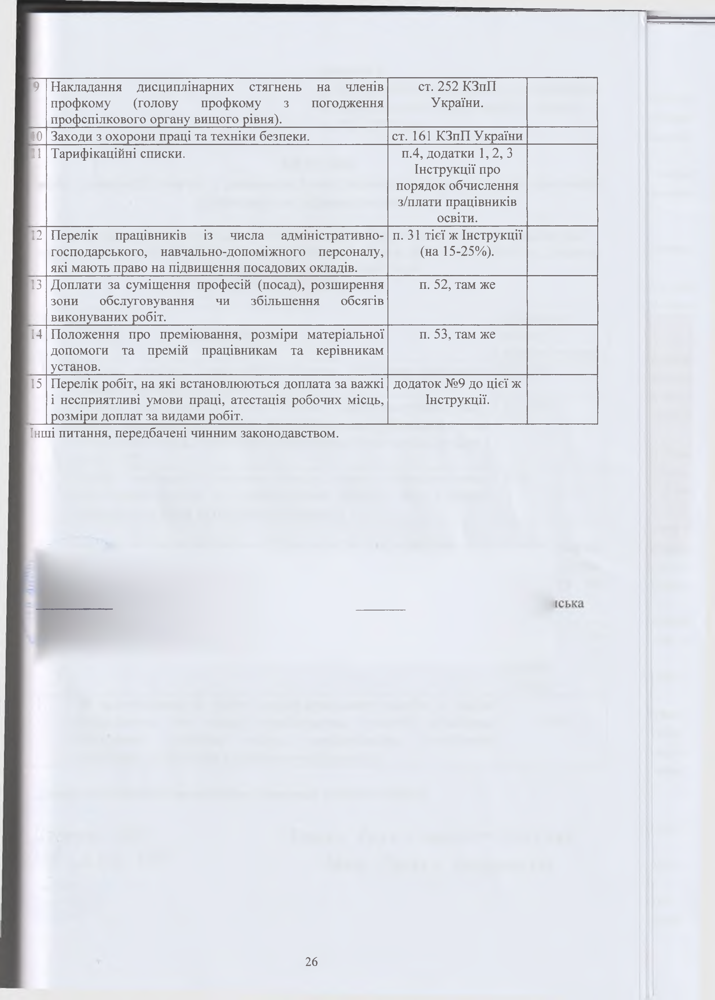 9 Накладання дисциплінарних стягнень на членів ст. 252 КЗпП
профкому (голову профкому з погодження України.
профспілкового органу вищого рівня).
10 Заходи з охорони праці та техніки безпеки. ст. 161 КЗпП України
11 Тарифікаційні списки. п.4, додатки 1, 2, 3
Інструкції про
порядок обчислення
з/плати працівників
освіти.
12 Перелік працівників із числа адміністративно- п. 31 тієї ж Інструкції
господарського, навчально-допоміжного персоналу, (на 15-25%).
які мають право на підвищення посадових окладів.
13 Доплати за суміщення професій (посад), розширення п. 52, там же
зони обслуговування чи збільшення обсягів
виконуваних робіт.
14 Положення про преміювання, розміри матеріальної п. 53, там же
допомоги та премій працівникам та керівникам
установ.
15 Перелік робіт, на які встановлюються доплата за важкі додаток №9 до цієї ж
і несприятливі умови праці, атестація робочих місць, Інструкції.
розміри доплат за видами робіт.
Інші питання, передбачені чинним законодавством.
26